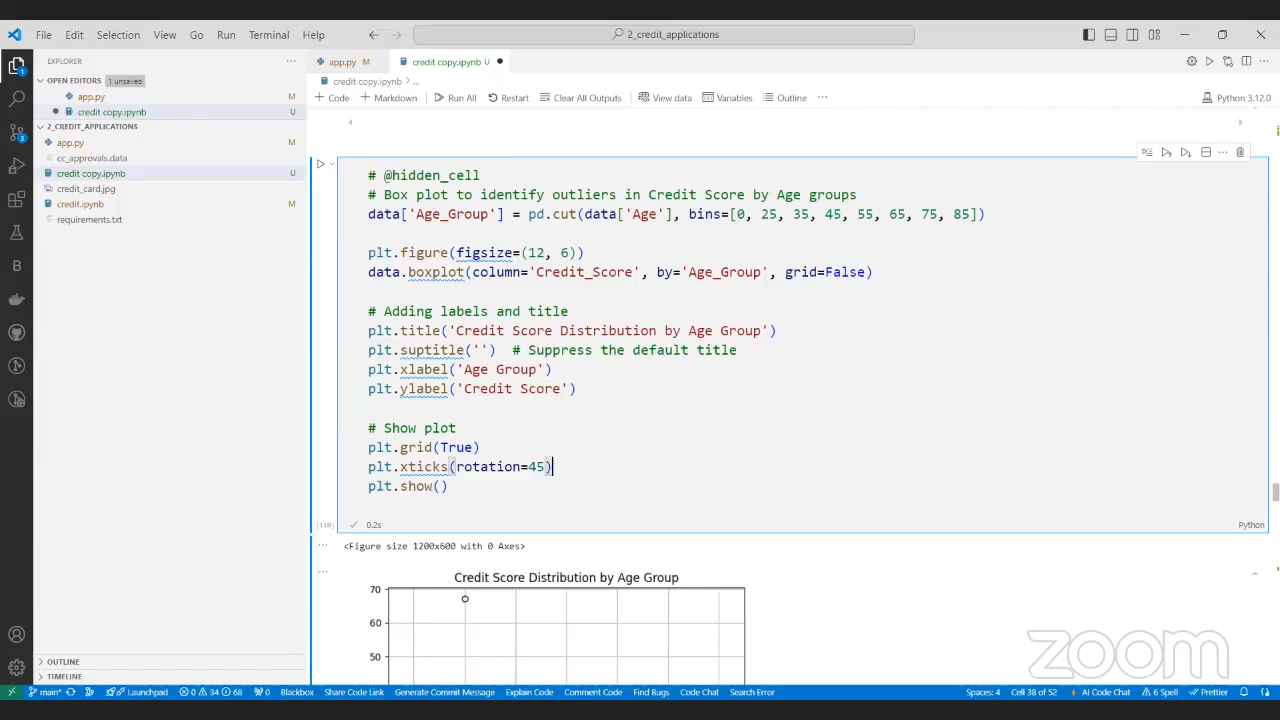 File Edit Selection View Go Run Terminal Help
2_credit_applications
EXPLORER
OPEN EDITORS 1 unsaved
app.py M
credit copy.ipynb U
2_CREDIT_APPLICATIONS
app.py M
cc_approvals.data
credit copy.ipynb U
credit_card.jpg
credit.ipynb M
requirements.txt
OUTLINE
TIMELINE
app.py M credit copy.ipynb U
credit copy.ipynb > ...
+ Code + Markdown Run All Restart Clear All Outputs View data Variables Outline ... Python 3.12.0
# @hidden_cell
# Box plot to identify outliers in Credit Score by Age groups
data['Age_Group'] = pd.cut(data['Age'], bins=[0, 25, 35, 45, 55, 65, 75, 85])
plt.figure(figsize=(12, 6))
data.boxplot(column='Credit_Score', by='Age_Group', grid=False)
# Adding labels and title
plt.title('Credit Score Distribution by Age Group')
plt.suptitle('') # Suppress the default title
plt.xlabel('Age Group')
plt.ylabel('Credit Score')
# Show plot
plt.grid(True)
plt.xticks(rotation=45)
plt.show()
[110] 0.2s Python
<Figure size 1200x600 with 0 Axes>
Credit Score Distribution by Age Group
70
60
50
zoom
main* 0 34 68 0 Launchpad Blackbox Share Code Link Generate Commit Message Explain Code Comment Code Find Bugs Code Chat Search Error Spaces: 4 Cell 38 of 52 AI Code Chat 6 Spell Prettier